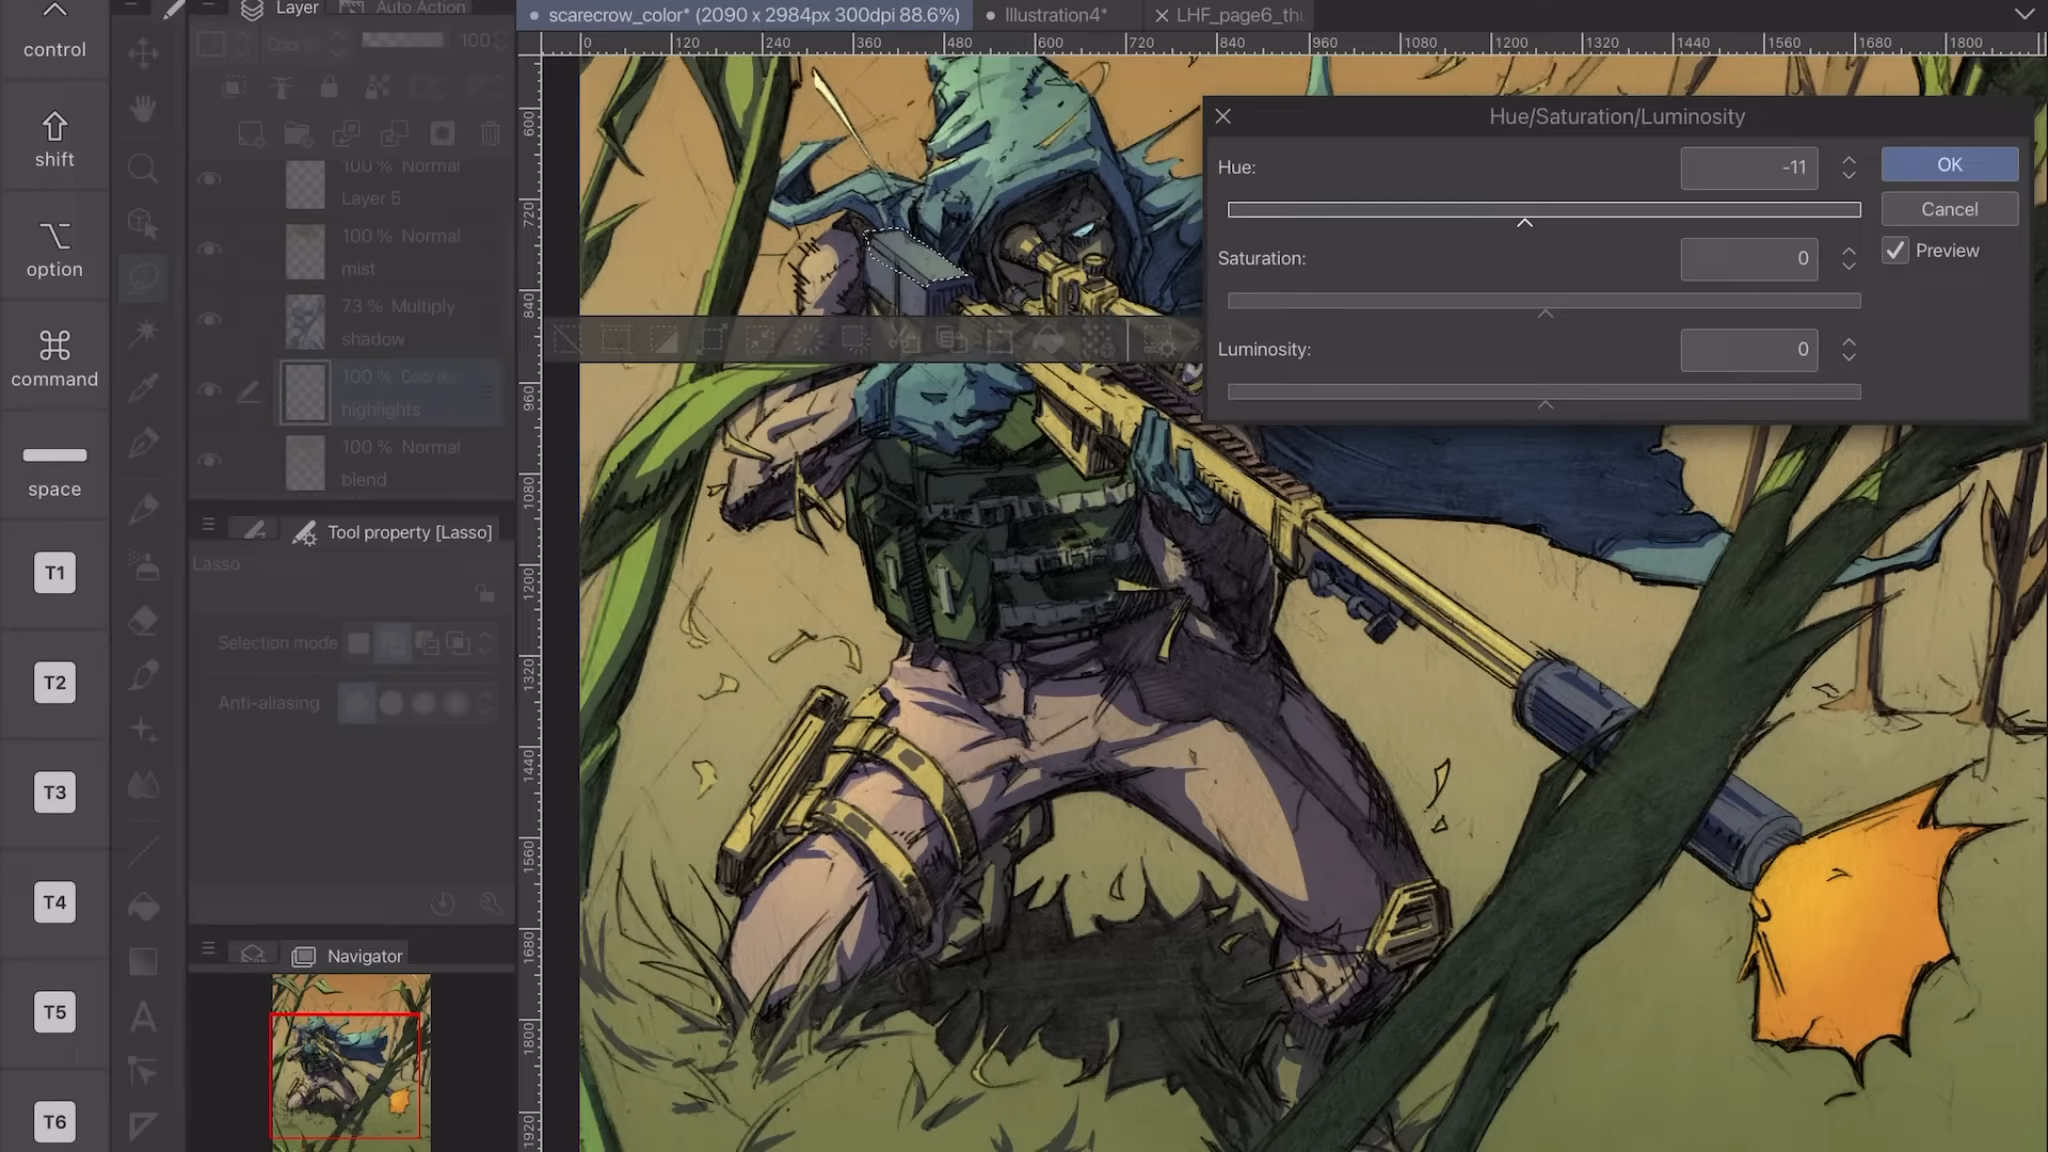 control
shift
option
command
space
T1
T2
T3
T4
T5
T6
Layer
Auto Action
100
100 % Normal
Layer 5
100 % Normal
mist
73 % Multiply
shadow
100 %
highlights
100 % Normal
blend
Tool property [Lasso]
Lasso
Selection mode
Anti-aliasing
Navigator
scarecrow_color* (2090 x 2984px 300dpi 88.6%)
Illustration4*
LHF_page6_thu
0 120 240 360 480 600 720 840 960 1080 1200 1320 1440 1560 1680 1800
600
720
840
960
1080
1200
1320
1440
1560
1680
1800
1920
Hue/Saturation/Luminosity
Hue: -11
OK
Cancel
Saturation: 0
Preview
Luminosity: 0